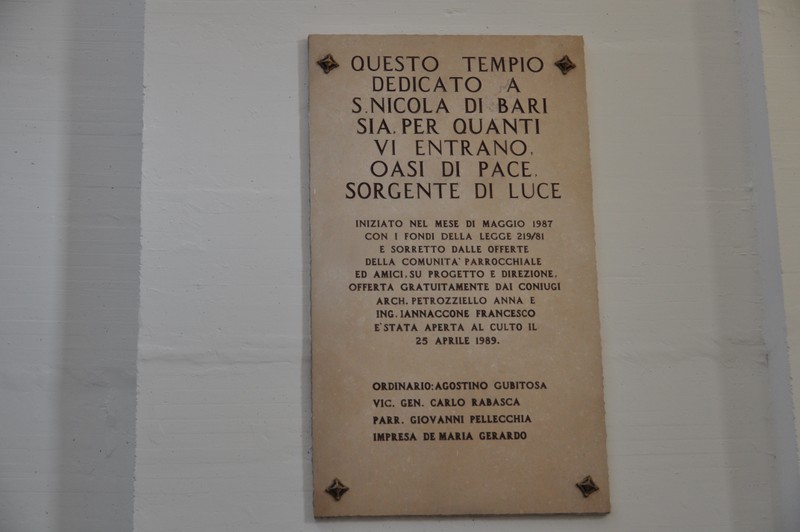 QUESTO TEMPIO
DEDICATO A
S.NICOLA DI BARI
SIA, PER QUANTI
VI ENTRANO,
OASI DI PACE,
SORGENTE DI LUCE
INIZIATO NEL MESE DI MAGGIO 1987
CON I FONDI DELLA LEGGE 219/81
E SORRETTO DALLE OFFERTE
DELLA COMUNITA' PARROCCHIALE
ED AMICI, SU PROGETTO E DIREZIONE,
OFFERTA GRATUITAMENTE DAI CONIUGI
ARCH. PETROZZIELLO ANNA E
ING. IANNACCONE FRANCESCO
E'STATA APERTA AL CULTO IL
25 APRILE 1989.
ORDINARIO: AGOSTINO GUBITOSA
VIC. GEN. CARLO RABASCA
PARR. GIOVANNI PELLECCHIA
IMPRESA DE MARIA GERARDO